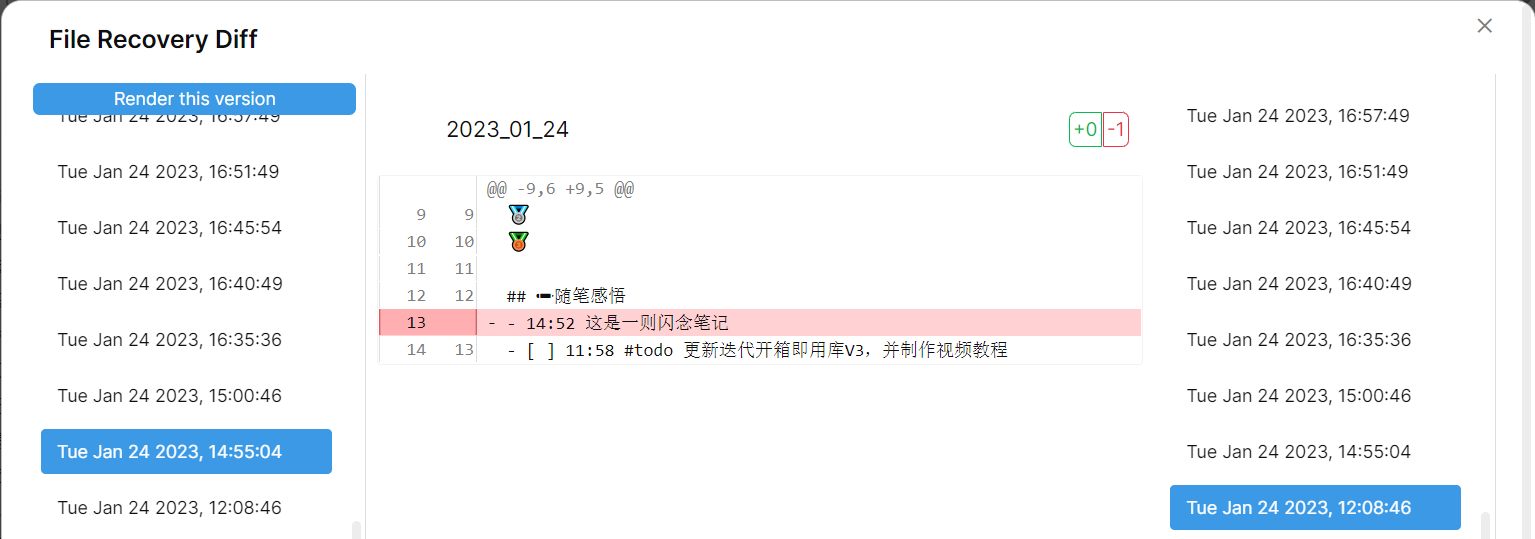 File Recovery Diff
Render this version
Tue Jan 24 2023, 16:57:49
Tue Jan 24 2023, 16:51:49
Tue Jan 24 2023, 16:45:54
Tue Jan 24 2023, 16:40:49
Tue Jan 24 2023, 16:35:36
Tue Jan 24 2023, 15:00:46
Tue Jan 24 2023, 14:55:04
Tue Jan 24 2023, 12:08:46
2023_01_24
+0 -1
@@ -9,6 +9,5 @@
9 9 🥈
10 10 🥉
11 11
12 12 ## ✒️随笔感悟
13 - - 14:52 这是一则闪念笔记
14 13 - [ ] 11:58 #todo 更新迭代开箱即用库V3，并制作视频教程
Tue Jan 24 2023, 16:57:49
Tue Jan 24 2023, 16:51:49
Tue Jan 24 2023, 16:45:54
Tue Jan 24 2023, 16:40:49
Tue Jan 24 2023, 16:35:36
Tue Jan 24 2023, 15:00:46
Tue Jan 24 2023, 14:55:04
Tue Jan 24 2023, 12:08:46